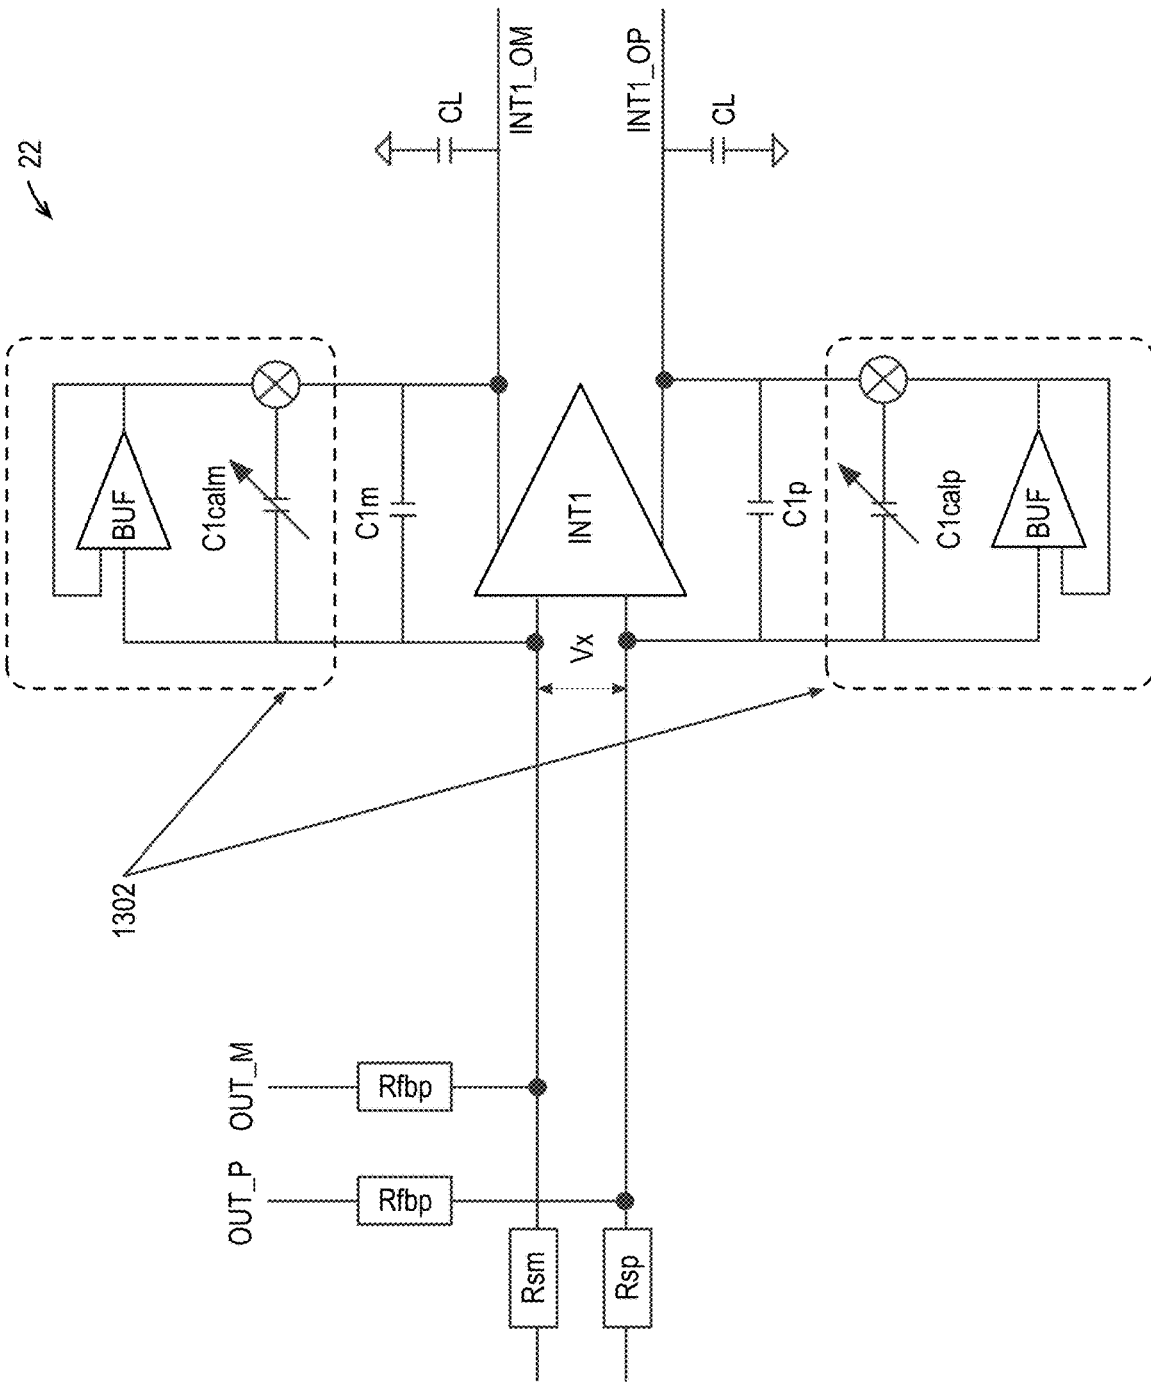 22
BUF
C1calm
C1m
CL
INT1_OM
INT1
Vx
INT1_OP
CL
C1p
C1calp
BUF
1302
OUT_M
OUT_P
Rfbp
Rfbp
Rsm
Rsp